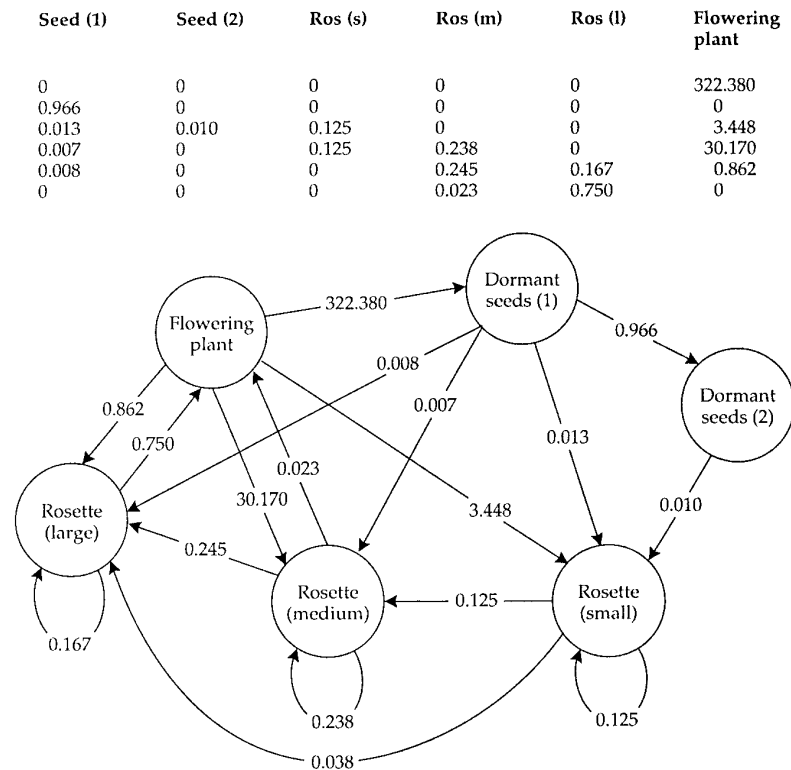 Seed (1) Seed (2) Ros (s) Ros (m) Ros (l) Flowering
plant
0 0 0 0 0 322.380
0.966 0 0 0 0 0
0.013 0.010 0.125 0 0 3.448
0.007 0 0.125 0.238 0 30.170
0.008 0 0 0.245 0.167 0.862
0 0 0 0.023 0.750 0
Dormant
seeds (1)
322.380
Flowering
plant
0.966
0.008
Dormant
seeds (2)
0.862
0.007
0.750
0.013
0.023
30.170
3.448
0.010
Rosette
(large)
0.245
Rosette
(medium)
0.125
Rosette
(small)
0.167
0.238
0.125
0.038